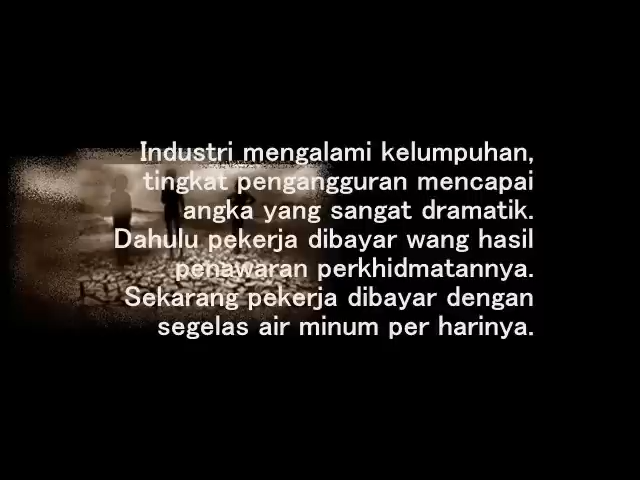 Industri mengalami kelumpuhan,
tingkat pengangguran mencapai
angka yang sangat dramatik.
Dahulu pekerja dibayar wang hasil
penawaran perkhidmatannya.
Sekarang pekerja dibayar dengan
segelas air minum per harinya.